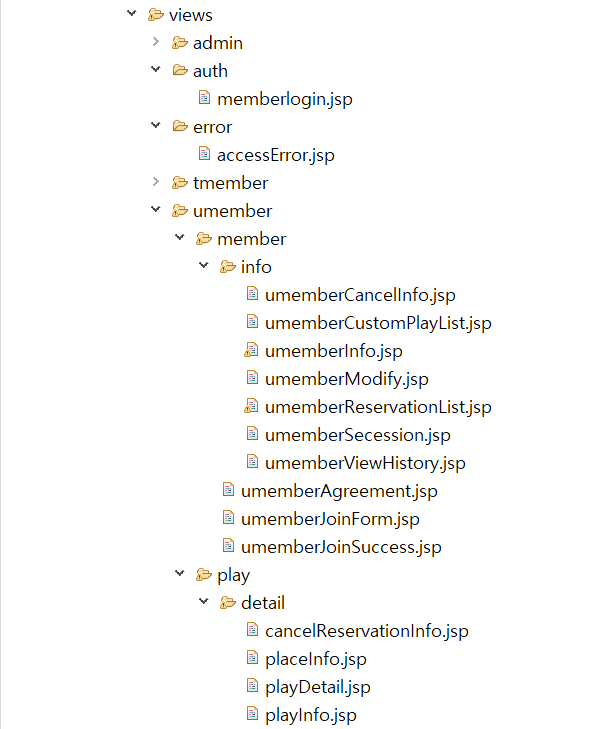 views
admin
auth
memberlogin.jsp
error
accessError.jsp
tmember
umember
member
info
umemberCancelInfo.jsp
umemberCustomPlayList.jsp
umemberInfo.jsp
umemberModify.jsp
umemberReservationList.jsp
umemberSecession.jsp
umemberViewHistory.jsp
umemberAgreement.jsp
umemberJoinForm.jsp
umemberJoinSuccess.jsp
play
detail
cancelReservationInfo.jsp
placeInfo.jsp
playDetail.jsp
playInfo.jsp